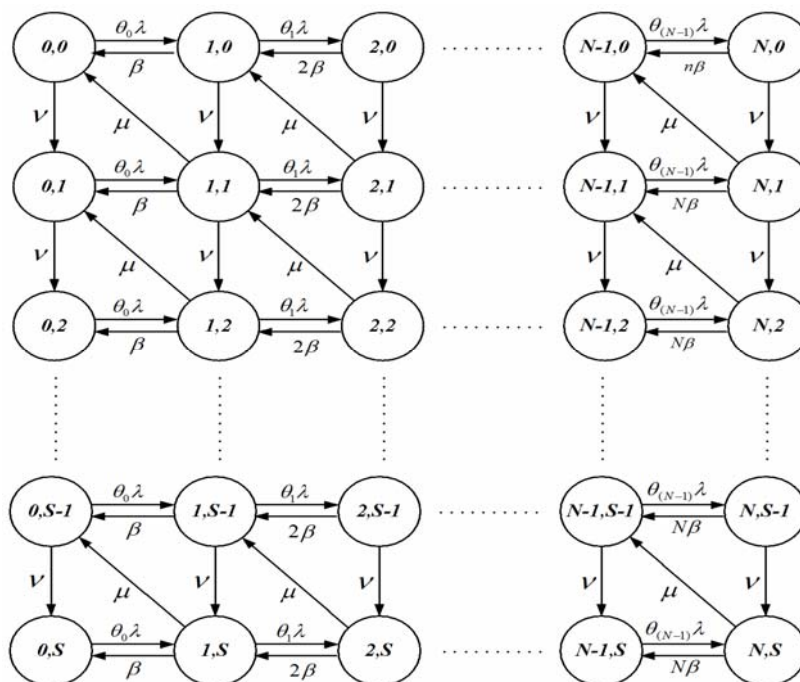 θ₀λ θ₁λ θ₍N-1₎λ
0,0 1,0 2,0 N-1,0 N,0
β 2β nβ
ν μ ν μ ν ν μ ν
θ₀λ θ₁λ θ₍N-1₎λ
0,1 1,1 2,1 N-1,1 N,1
β 2β Nβ
ν μ ν μ ν ν μ ν
θ₀λ θ₁λ θ₍N-1₎λ
0,2 1,2 2,2 N-1,2 N,2
β 2β Nβ
θ₀λ θ₁λ θ₍N-1₎λ
0,S-1 1,S-1 2,S-1 N-1,S-1 N,S-1
β 2β Nβ
ν μ ν μ ν ν μ ν
θ₀λ θ₁λ θ₍N-1₎λ
0,S 1,S 2,S N-1,S N,S
β 2β Nβ